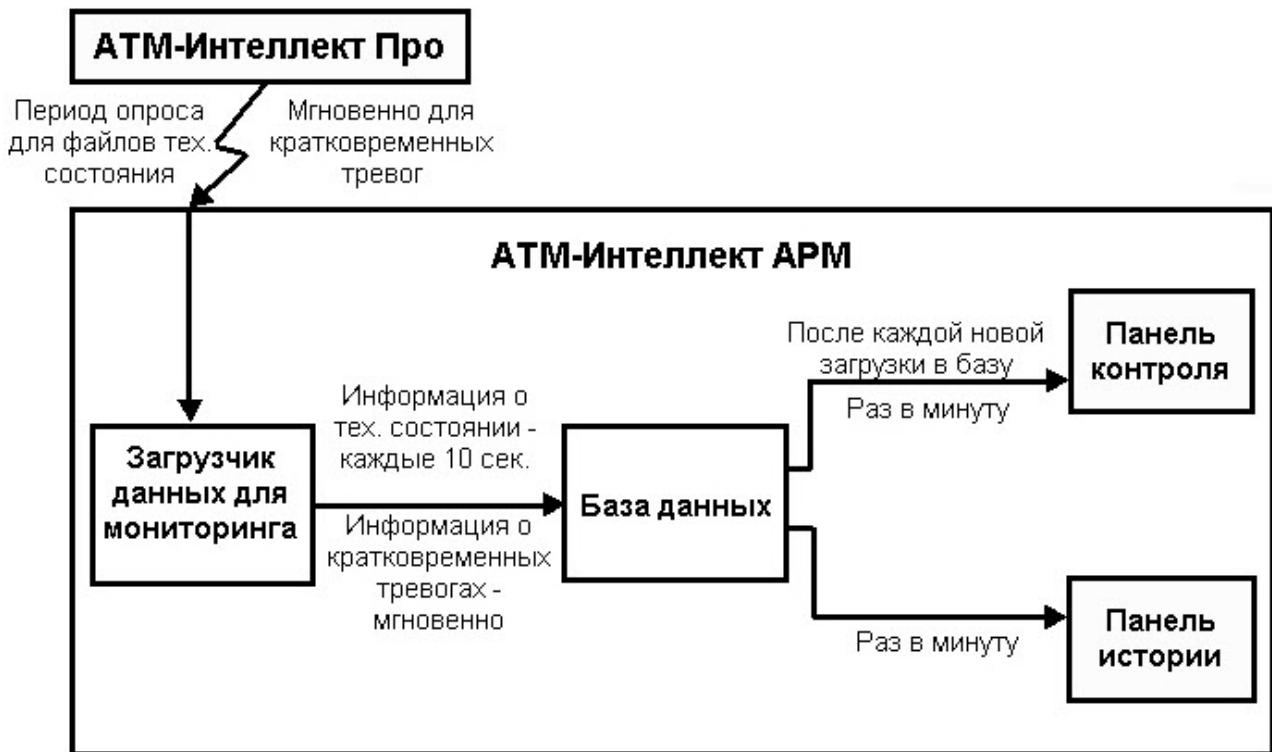 АТМ-Интеллект Про
Период опроса
для файлов тех.
состояния
Мгновенно для
кратковременных
тревог
АТМ-Интеллект АРМ
Загрузчик
данных для
мониторинга
Информация о
тех. состоянии -
каждые 10 сек.
Информация о
кратковременных
тревогах -
мгновенно
База данных
После каждой новой
загрузки в базу
Раз в минуту
Панель
контроля
Раз в минуту
Панель
истории